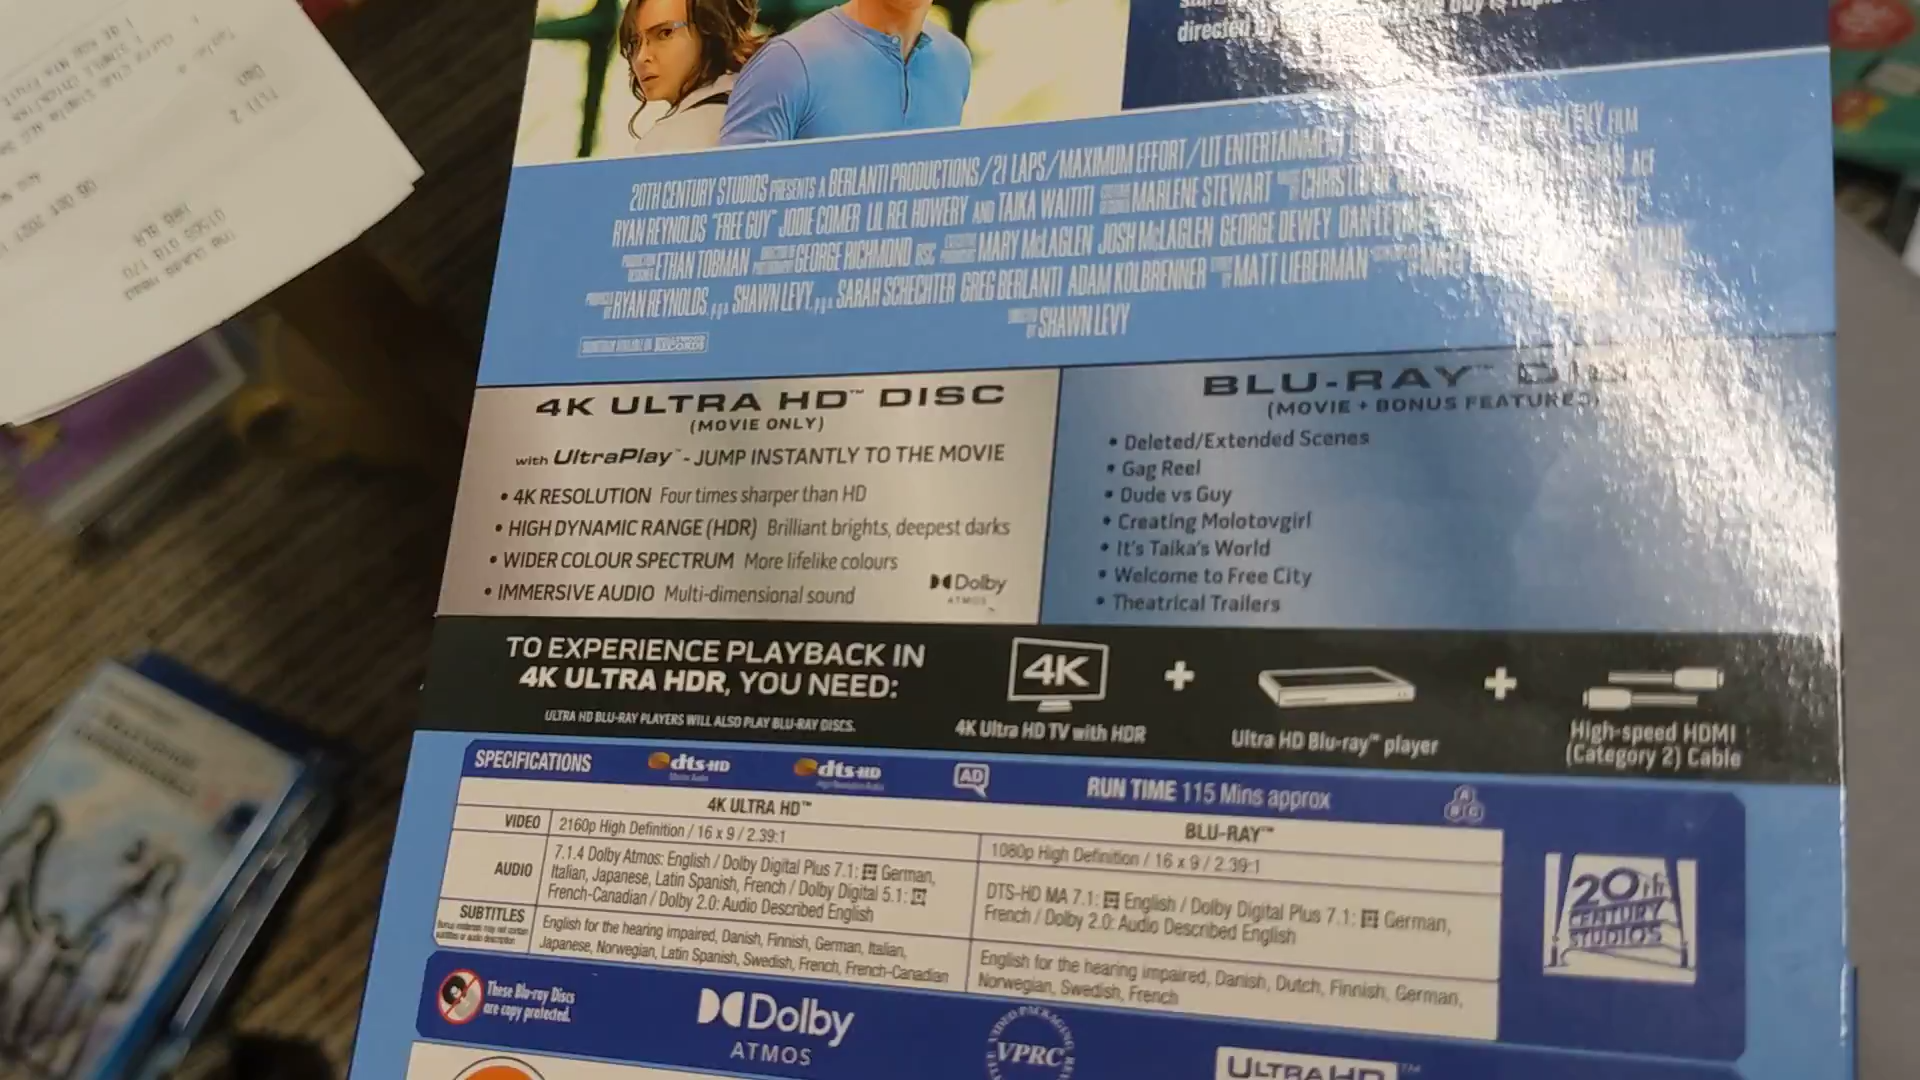 directed by
20TH CENTURY STUDIOS PRESENTS A BERLANTI PRODUCTIONS / 21 LAPS / MAXIMUM EFFORT / LIT ENTERTAINMENT LEVY FILM
RYAN REYNOLDS "FREE GUY" JODIE COMER LIL REL HOWERY AND TAIKA WAITITI MARLENE STEWART
PRODUCTION DESIGNER ETHAN TOBMAN GEORGE RICHMOND BSC MARY McLAGLEN JOSH McLAGLEN GEORGE DEWEY DAN LEVINE
RYAN REYNOLDS, p.g.a. SHAWN LEVY, p.g.a. SARAH SCHECHTER GREG BERLANTI ADAM KOLBRENNER MATT LIEBERMAN
SHAWN LEVY
4K ULTRA HD™ DISC
(MOVIE ONLY)
with UltraPlay™ - JUMP INSTANTLY TO THE MOVIE
• 4K RESOLUTION Four times sharper than HD
• HIGH DYNAMIC RANGE (HDR) Brilliant brights, deepest darks
• WIDER COLOUR SPECTRUM More lifelike colours
• IMMERSIVE AUDIO Multi-dimensional sound
Dolby
ATMOS
BLU-RAY™
(MOVIE + BONUS FEATURES)
• Deleted/Extended Scenes
• Gag Reel
• Dude vs Guy
• Creating Molotovgirl
• It's Taika's World
• Welcome to Free City
• Theatrical Trailers
TO EXPERIENCE PLAYBACK IN
4K ULTRA HDR, YOU NEED:
ULTRA HD BLU-RAY PLAYERS WILL ALSO PLAY BLU-RAY DISCS.
4K
4K Ultra HD TV with HDR
+
Ultra HD Blu-ray™ player
+
High-speed HDMI
(Category 2) Cable
SPECIFICATIONS
dts-HD
Master Audio
dts-HD
High Resolution Audio
AD
RUN TIME 115 Mins approx
A B C
4K ULTRA HD™
BLU-RAY™
VIDEO
2160p High Definition / 16 x 9 / 2.39:1
1080p High Definition / 16 x 9 / 2.39:1
AUDIO
7.1.4 Dolby Atmos: English / Dolby Digital Plus 7.1: German,
Italian, Japanese, Latin Spanish, French / Dolby Digital 5.1:
French-Canadian / Dolby 2.0: Audio Described English
DTS-HD MA 7.1: English / Dolby Digital Plus 7.1: German,
French / Dolby 2.0: Audio Described English
SUBTITLES
Bonus materials may not contain
subtitles or audio description
English for the hearing impaired, Danish, Finnish, German, Italian,
Japanese, Norwegian, Latin Spanish, Swedish, French, French-Canadian
English for the hearing impaired, Danish, Dutch, Finnish, German,
Norwegian, Swedish, French
20th
CENTURY
STUDIOS
These Blu-ray Discs
are copy protected.
Dolby
ATMOS
VPRC
ULTRA HD™